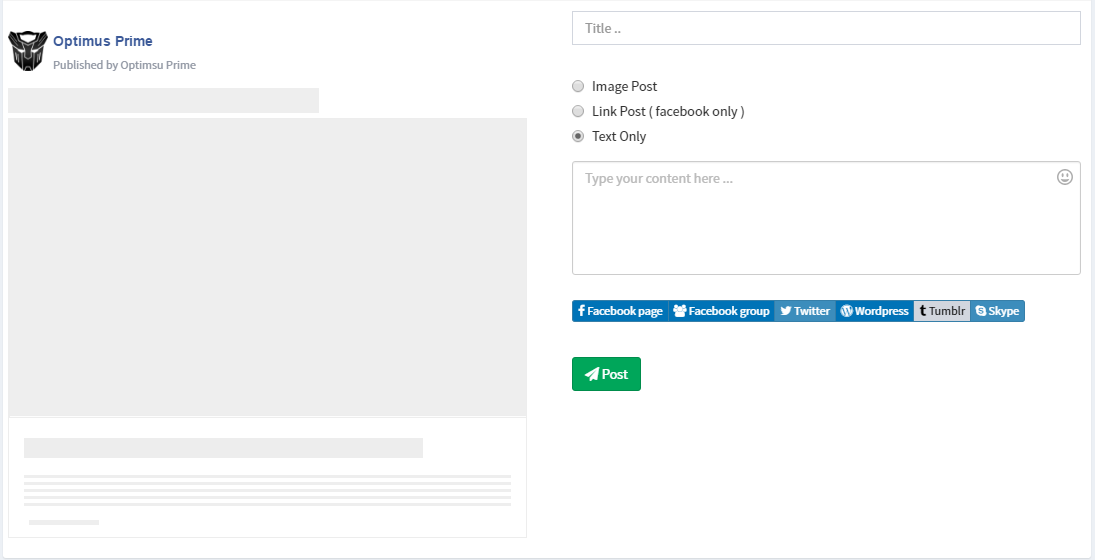 Optimus Prime
Published by Optimsu Prime
Title ..
Image Post
Link Post ( facebook only )
Text Only
Type your content here ...
Facebook page Facebook group Twitter Wordpress Tumblr Skype
Post